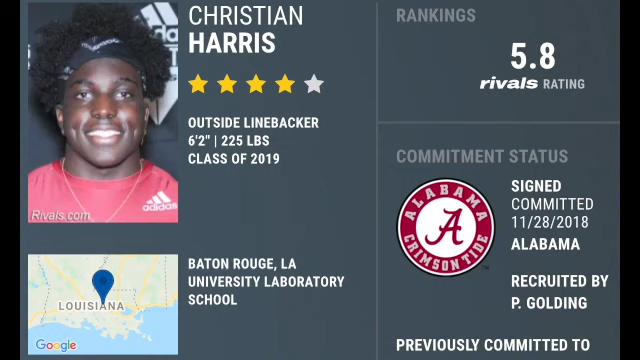 CHRISTIAN
HARRIS
OUTSIDE LINEBACKER
6'2" | 225 LBS
CLASS OF 2019
adidas
Rivals.com
LOUISIANA
Google
BATON ROUGE, LA
UNIVERSITY LABORATORY
SCHOOL
RANKINGS
5.8
rivals RATING
COMMITMENT STATUS
ALABAMA
A
CRIMSON TIDE
SIGNED
COMMITTED
11/28/2018
ALABAMA
RECRUITED BY
P. GOLDING
PREVIOUSLY COMMITTED TO